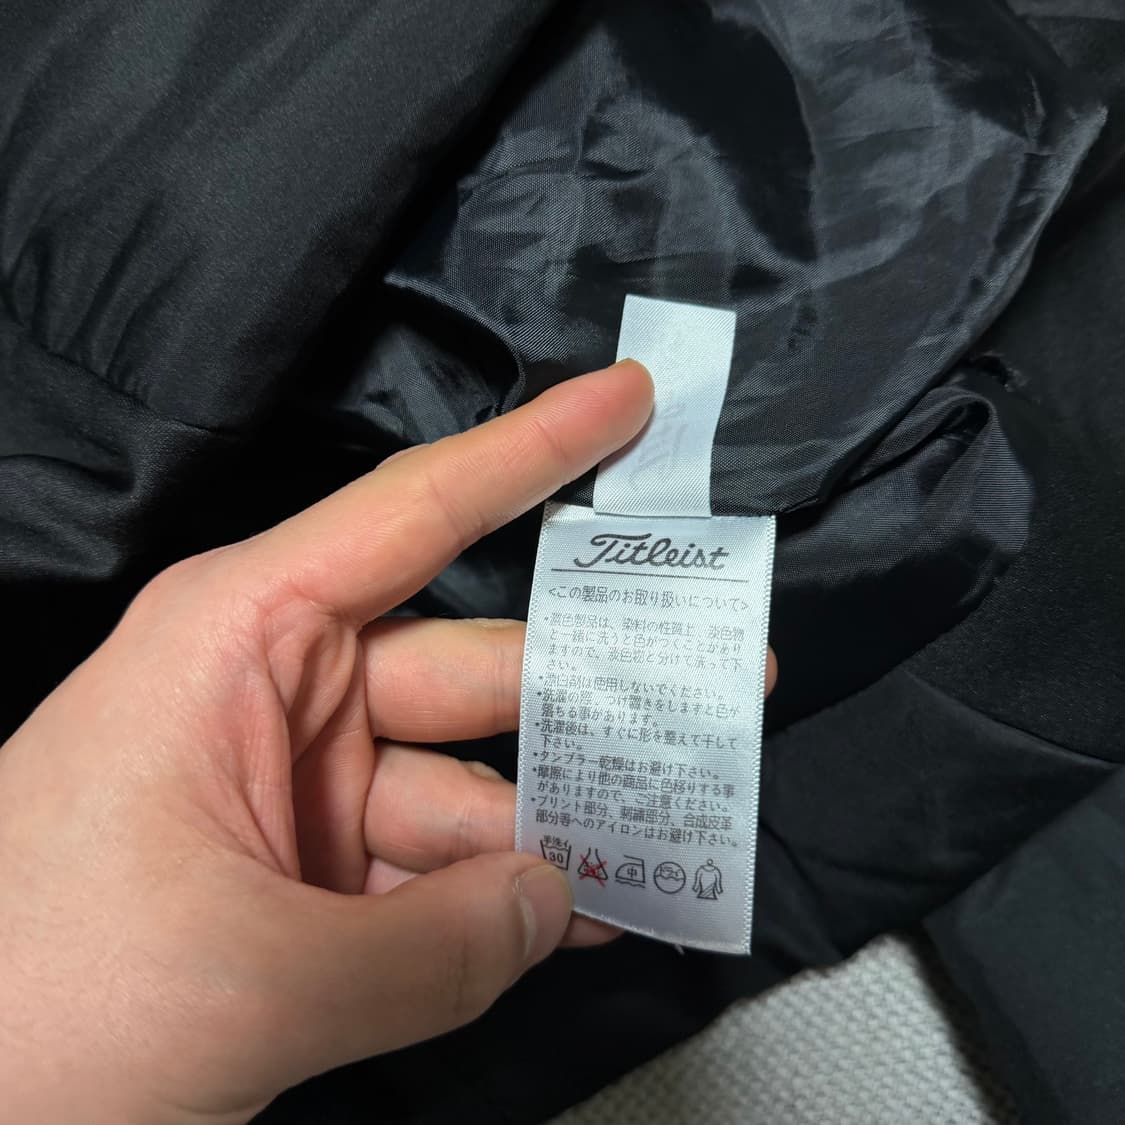 Titleist
<この製品のお取り扱いについて>
•濃色製品は、染料の性質上、淡色物
と一緒に洗うと色がつくことがあり
ますので、淡色物と分けて洗って下
さい。
•漂白剤は使用しないでください。
•洗濯の際、つけ置きをしますと色が
落ちる事があります。
•洗濯後は、すぐに形を整えて干して
下さい。
•タンブラー乾燥はお避け下さい。
•摩擦により他の商品に色移りする事
がありますので、ご注意ください。
•プリント部分、刺繍部分、合成皮革
部分等へのアイロンはお避け下さい。
手洗イ
30
中
ドライ